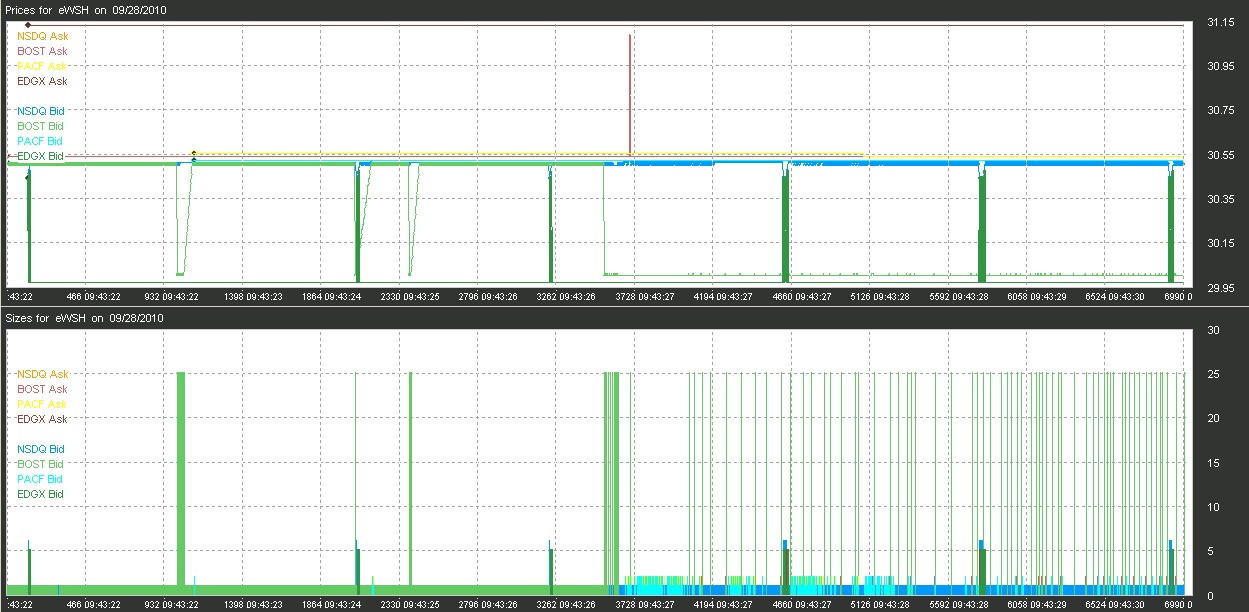 Prices for eWSH on 09/28/2010
31.15
NSDQ Ask
BOST Ask
PACF Ask
30.95
EDGX Ask
NSDQ Bid
30.75
BOST Bid
PACF Bid
EDGX Bid
30.55
30.35
30.15
29.95
:43:22 466 09:43:22 932 09:43:22 1398 09:43:23 1864 09:43:24 2330 09:43:25 2796 09:43:26 3262 09:43:26 3728 09:43:27 4194 09:43:27 4660 09:43:27 5126 09:43:28 5592 09:43:28 6058 09:43:29 6524 09:43:30 6990 0
Sizes for eWSH on 09/28/2010
30
NSDQ Ask
25
BOST Ask
PACF Ask
EDGX Ask
20
NSDQ Bid
BOST Bid
15
PACF Bid
EDGX Bid
10
5
0
:43:22 466 09:43:22 932 09:43:22 1398 09:43:23 1864 09:43:24 2330 09:43:25 2796 09:43:26 3262 09:43:26 3728 09:43:27 4194 09:43:27 4660 09:43:27 5126 09:43:28 5592 09:43:28 6058 09:43:29 6524 09:43:30 6990 0